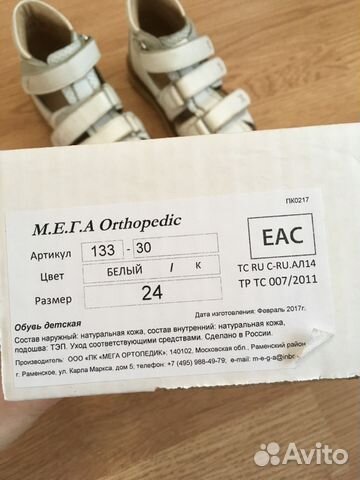 ПК0217
М.Е.Г.А Orthopedic
EAC
Артикул 133 - 30
Цвет БЕЛЫЙ / К
Размер 24
ТС RU C-RU.АЛ14
ТР ТС 007/2011
Обувь детская
Дата изготовления: Февраль 2017г.
Состав наружный: натуральная кожа, состав внутренний: натуральная кожа,
подошва: ТЭП. Уход соответствующими средствами. Сделано в России.
Производитель: ООО «ПК «МЕГА ОРТОПЕДИК», 140102, Московская обл., Раменский район
г. Раменское, ул. Карла Маркса, дом 5; телефон: +7 (495) 988-49-79; e-mail: m-e-g-a@inbo
Avito